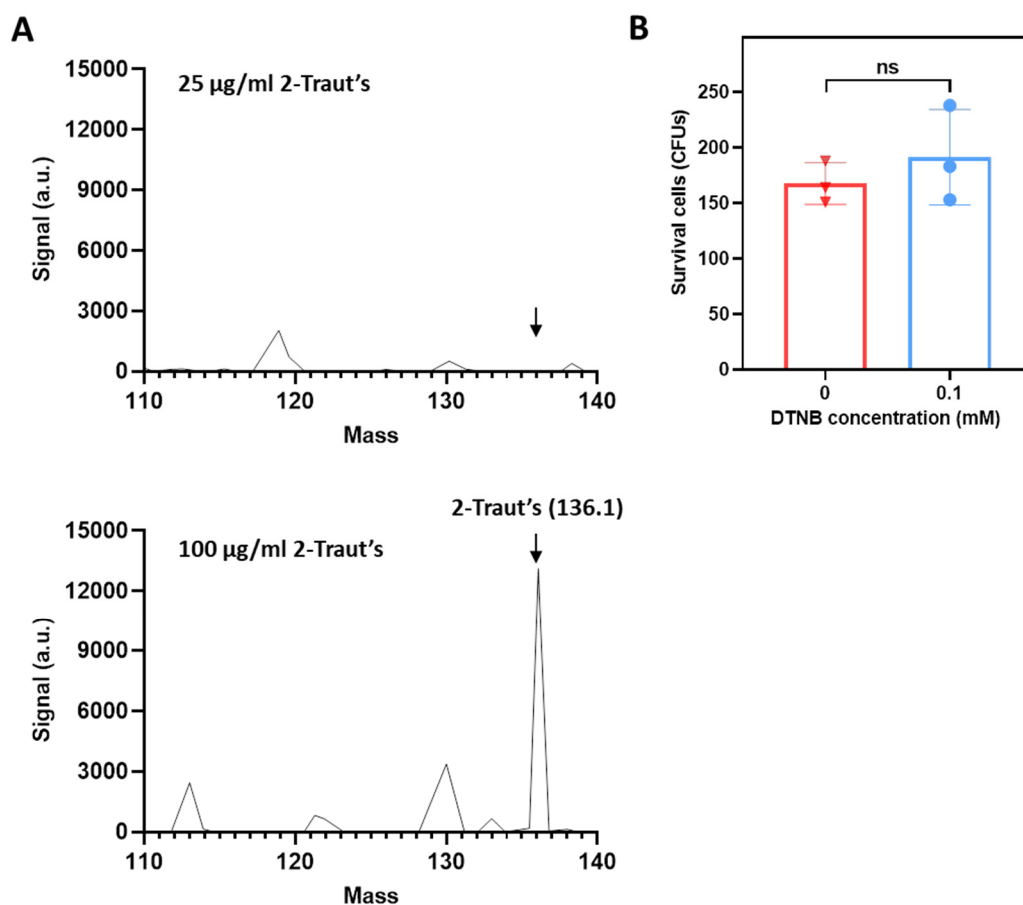 A
25 µg/ml 2-Traut's
15000
12000
9000
6000
3000
0
Signal (a.u.)
110 120 130 140
Mass
B
ns
250
200
150
100
50
0
Survival cells (CFUs)
0 0.1
DTNB concentration (mM)
2-Traut's (136.1)
100 µg/ml 2-Traut's
15000
12000
9000
6000
3000
0
Signal (a.u.)
110 120 130 140
Mass